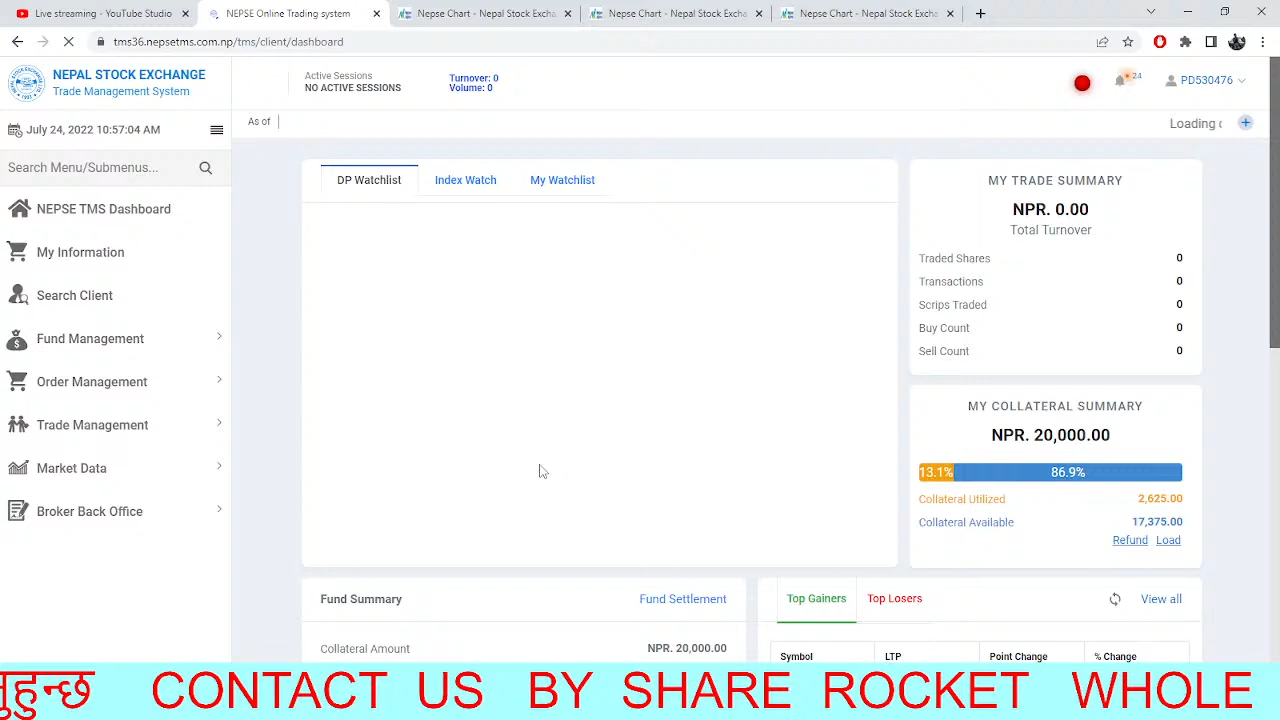 Live streaming - YouTube Studio
NEPSE Online Trading system
Nepse Chart - Nepal Stock Excha
Nepse Chart - Nepal Stock Excha
Nepse Chart - Nepal Stock Excha
tms36.nepsetms.com.np/tms/client/dashboard
NEPAL STOCK EXCHANGE
Trade Management System
Active Sessions
NO ACTIVE SESSIONS
Turnover: 0
Volume: 0
24
PD530476
July 24, 2022 10:57:04 AM
As of
Loading
Search Menu/Submenus...
NEPSE TMS Dashboard
My Information
Search Client
Fund Management
Order Management
Trade Management
Market Data
Broker Back Office
DP Watchlist
Index Watch
My Watchlist
MY TRADE SUMMARY
NPR. 0.00
Total Turnover
Traded Shares 0
Transactions 0
Scrips Traded 0
Buy Count 0
Sell Count 0
MY COLLATERAL SUMMARY
NPR. 20,000.00
13.1% 86.9%
Collateral Utilized 2,625.00
Collateral Available 17,375.00
Refund Load
Fund Summary
Fund Settlement
Collateral Amount NPR. 20,000.00
Top Gainers
Top Losers
View all
Symbol LTP Point Change % Change
CONTACT US BY SHARE ROCKET WHOLE